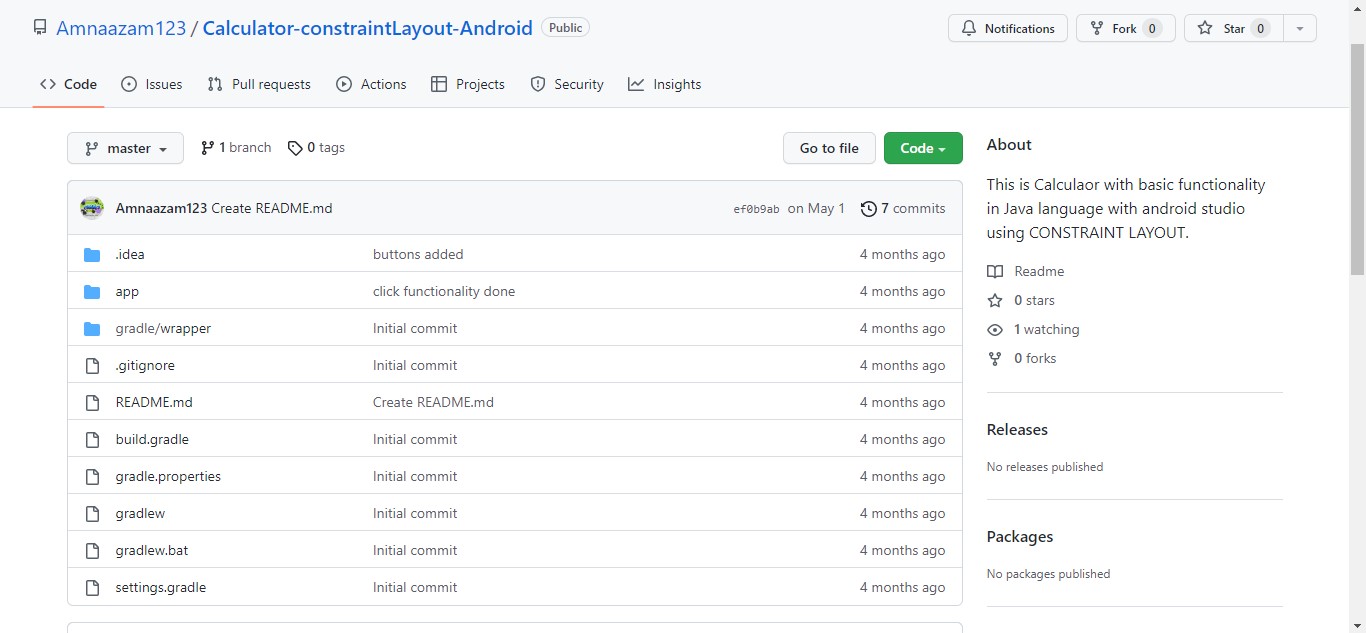 Amnaazam123 / Calculator-constraintLayout-Android Public Notifications Fork 0 Star 0
Code Issues Pull requests Actions Projects Security Insights
master 1 branch 0 tags Go to file Code
Amnaazam123 Create README.md ef0b9ab on May 1 7 commits
.idea buttons added 4 months ago
app click functionality done 4 months ago
gradle/wrapper Initial commit 4 months ago
.gitignore Initial commit 4 months ago
README.md Create README.md 4 months ago
build.gradle Initial commit 4 months ago
gradle.properties Initial commit 4 months ago
gradlew Initial commit 4 months ago
gradlew.bat Initial commit 4 months ago
settings.gradle Initial commit 4 months ago
About
This is Calculaor with basic functionality
in Java language with android studio
using CONSTRAINT LAYOUT.
Readme
0 stars
1 watching
0 forks
Releases
No releases published
Packages
No packages published